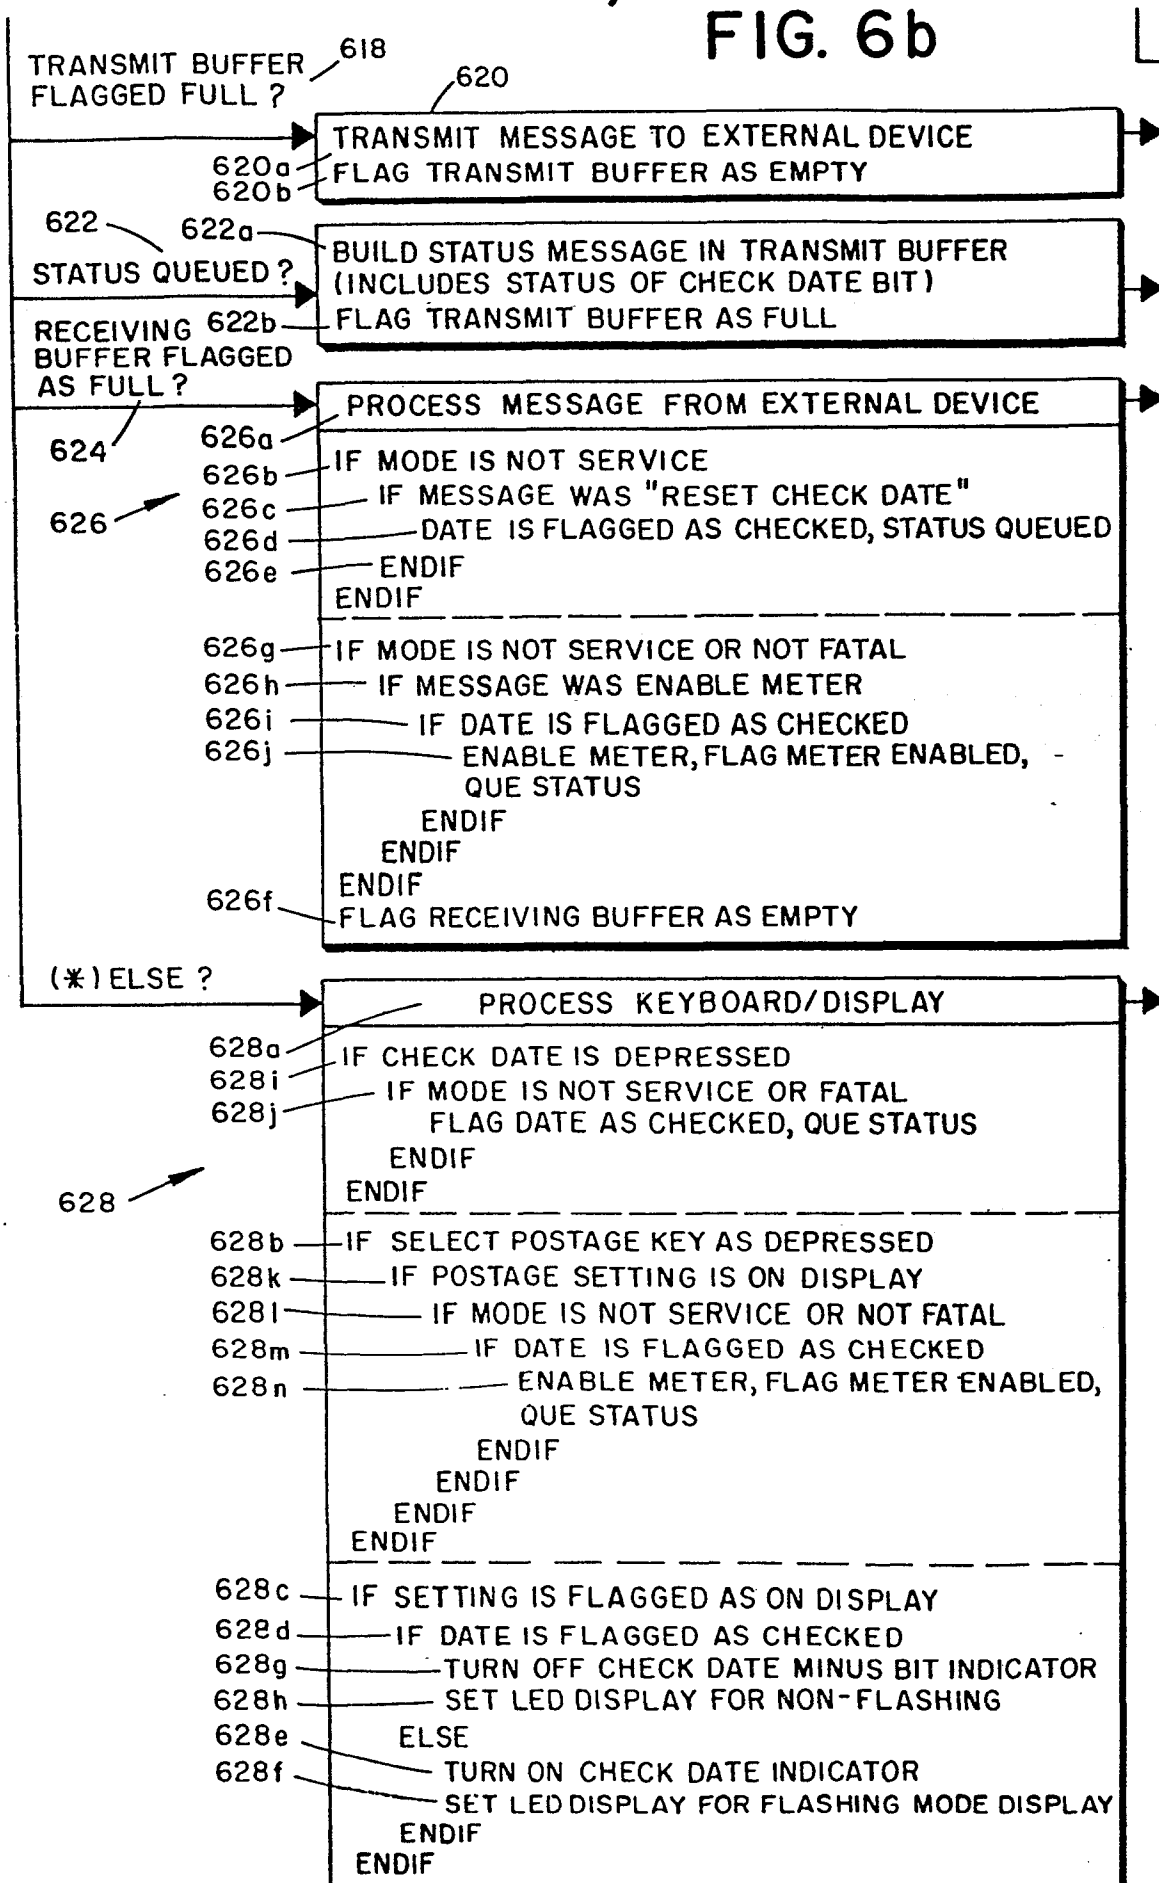 FIG. 6b
TRANSMIT BUFFER
FLAGGED FULL ?
618
620
TRANSMIT MESSAGE TO EXTERNAL DEVICE
620a
FLAG TRANSMIT BUFFER AS EMPTY
620b
622
622a
STATUS QUEUED ?
BUILD STATUS MESSAGE IN TRANSMIT BUFFER
(INCLUDES STATUS OF CHECK DATE BIT)
622b
FLAG TRANSMIT BUFFER AS FULL
RECEIVING
BUFFER FLAGGED
AS FULL ?
624
PROCESS MESSAGE FROM EXTERNAL DEVICE
626
626a
626b
IF MODE IS NOT SERVICE
626c
IF MESSAGE WAS "RESET CHECK DATE"
626d
DATE IS FLAGGED AS CHECKED, STATUS QUEUED
626e
ENDIF
ENDIF
626g
IF MODE IS NOT SERVICE OR NOT FATAL
626h
IF MESSAGE WAS ENABLE METER
626i
IF DATE IS FLAGGED AS CHECKED
626j
ENABLE METER, FLAG METER ENABLED,
QUE STATUS
ENDIF
ENDIF
ENDIF
626f
FLAG RECEIVING BUFFER AS EMPTY
(*) ELSE ?
PROCESS KEYBOARD/DISPLAY
628
628a
628i
IF CHECK DATE IS DEPRESSED
628j
IF MODE IS NOT SERVICE OR FATAL
FLAG DATE AS CHECKED, QUE STATUS
ENDIF
ENDIF
628b
IF SELECT POSTAGE KEY AS DEPRESSED
628k
IF POSTAGE SETTING IS ON DISPLAY
628l
IF MODE IS NOT SERVICE OR NOT FATAL
628m
IF DATE IS FLAGGED AS CHECKED
628n
ENABLE METER, FLAG METER ENABLED,
QUE STATUS
ENDIF
ENDIF
ENDIF
ENDIF
628c
IF SETTING IS FLAGGED AS ON DISPLAY
628d
IF DATE IS FLAGGED AS CHECKED
628g
TURN OFF CHECK DATE MINUS BIT INDICATOR
628h
SET LED DISPLAY FOR NON-FLASHING
628e
ELSE
TURN ON CHECK DATE INDICATOR
628f
SET LED DISPLAY FOR FLASHING MODE DISPLAY
ENDIF
ENDIF